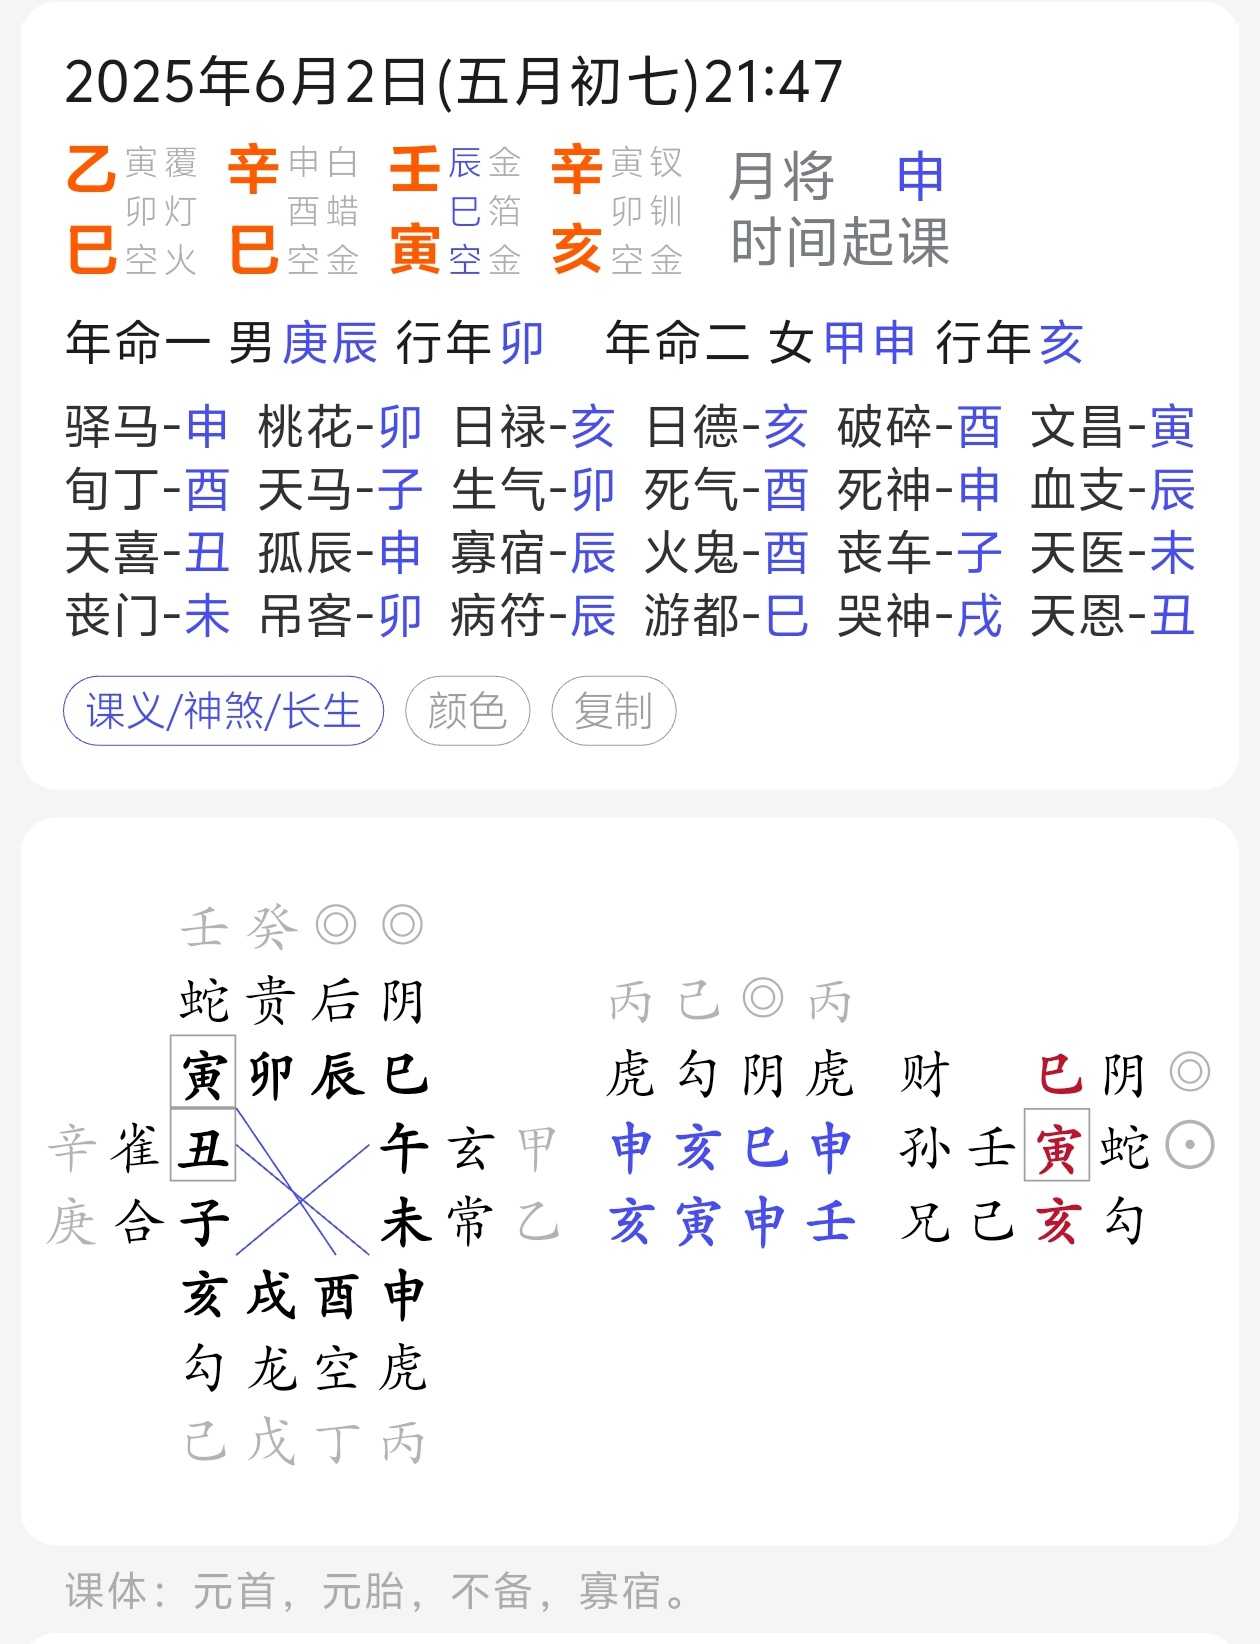 2025年6月2日(五月初七)21:47
乙 寅覆 辛 申白 壬 辰金 辛 寅钗 月将 申
卯灯 酉蜡 巳箔 卯钏
巳 空火 巳 空金 寅 空金 亥 空金 时间起课
年命一 男庚辰 行年卯 年命二 女甲申 行年亥
驿马-申 桃花-卯 日禄-亥 日德-亥 破碎-酉 文昌-寅
旬丁-酉 天马-子 生气-卯 死气-酉 死神-申 血支-辰
天喜-丑 孤辰-申 寡宿-辰 火鬼-酉 丧车-子 天医-未
丧门-未 吊客-卯 病符-辰 游都-巳 哭神-戌 天恩-丑
课义/神煞/长生 颜色 复制
壬 癸 ◎ ◎
蛇 贵 后 阴 丙 己 ◎ 丙
寅 卯 辰 巳 虎 勾 阴 虎 财 巳 阴 ◎
辛 雀 丑 午 玄 甲 申 亥 巳 申 孙 壬 寅 蛇 ⊙
庚 合 子 未 常 乙 亥 寅 申 壬 兄 己 亥 勾
亥 戌 酉 申
勾 龙 空 虎
己 戊 丁 丙
课体：元首，元胎，不备，寡宿。